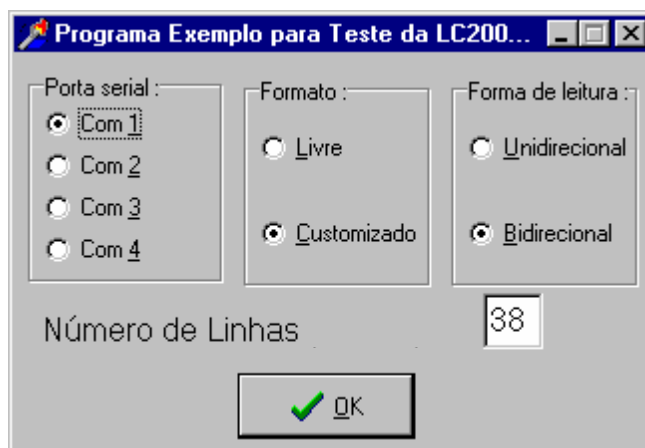 Programa Exemplo para Teste da LC200...
Porta serial :
Com 1
Com 2
Com 3
Com 4
Formato :
Livre
Customizado
Forma de leitura :
Unidirecional
Bidirecional
Número de Linhas
38
OK